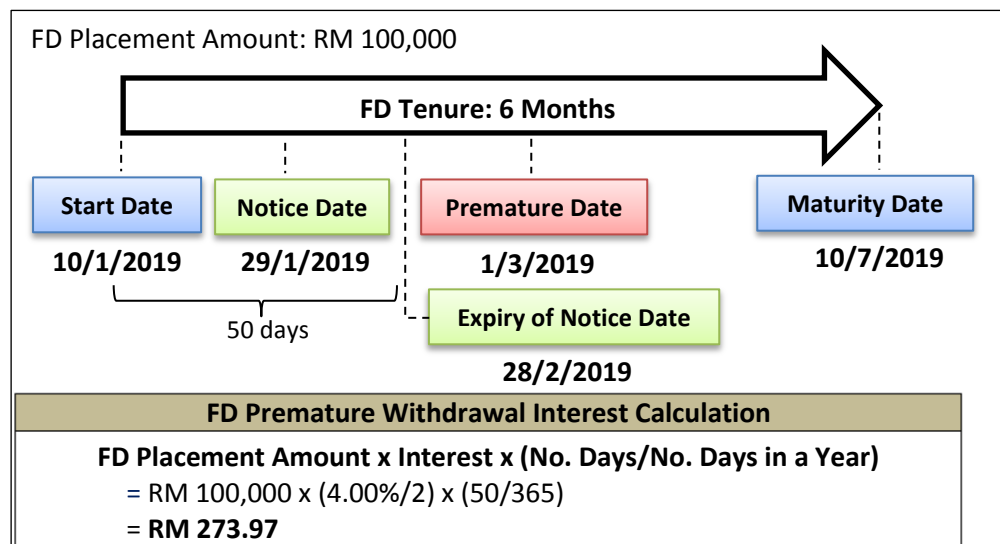 FD Placement Amount: RM 100,000
FD Tenure: 6 Months
Start Date
Notice Date
Premature Date
Maturity Date
10/1/2019
29/1/2019
1/3/2019
10/7/2019
50 days
Expiry of Notice Date
28/2/2019
FD Premature Withdrawal Interest Calculation
FD Placement Amount x Interest x (No. Days/No. Days in a Year)
= RM 100,000 x (4.00%/2) x (50/365)
= RM 273.97